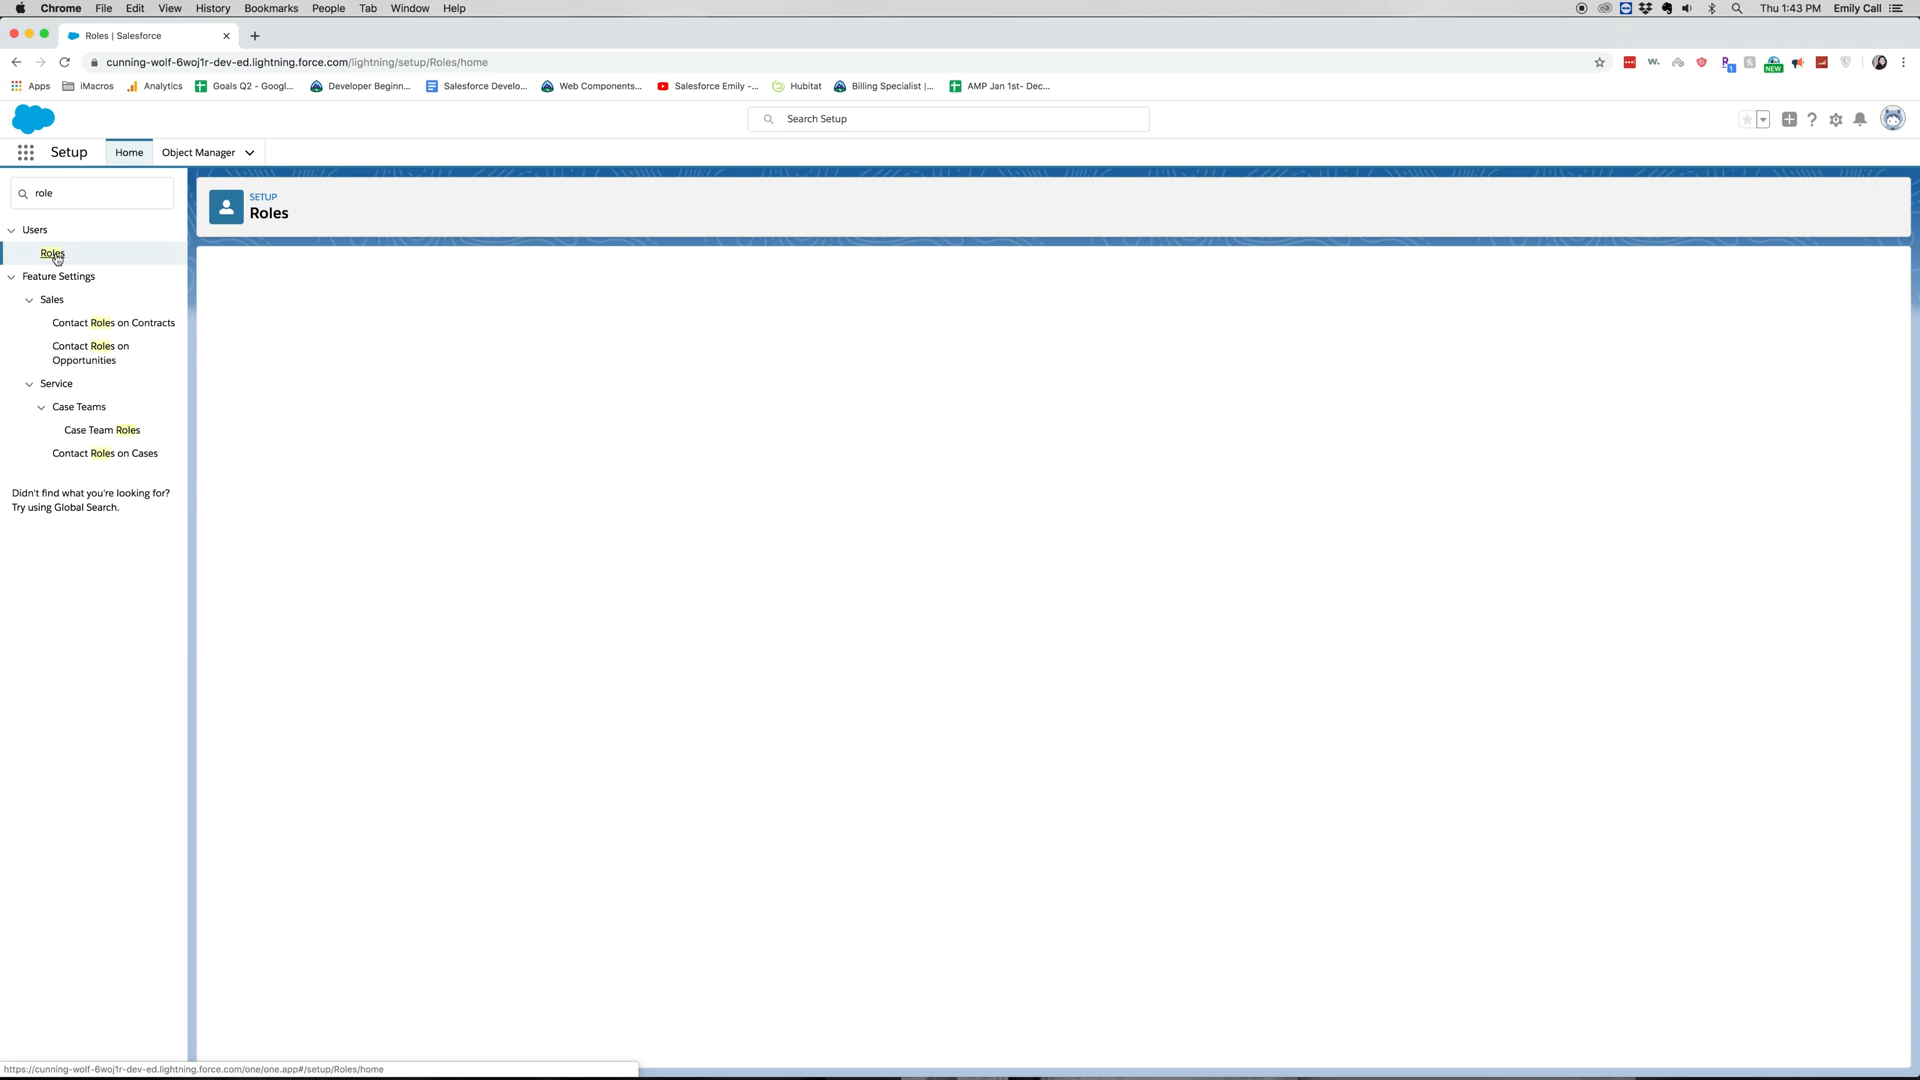 Chrome File Edit View History Bookmarks People Tab Window Help Thu 1:43 PM Emily Call
Roles | Salesforce
cunning-wolf-6woj1r-dev-ed.lightning.force.com/lightning/setup/Roles/home
Apps iMacros Analytics Goals Q2 - Googl... Developer Beginn... Salesforce Develo... Web Components... Salesforce Emily -... Hubitat Billing Specialist |... AMP Jan 1st- Dec...
NEW
1
Search Setup
Setup Home Object Manager
role
SETUP
Roles
Users
Roles
Feature Settings
Sales
Contact Roles on Contracts
Contact Roles on
Opportunities
Service
Case Teams
Case Team Roles
Contact Roles on Cases
Didn't find what you're looking for?
Try using Global Search.
https://cunning-wolf-6woj1r-dev-ed.lightning.force.com/one/one.app#/setup/Roles/home